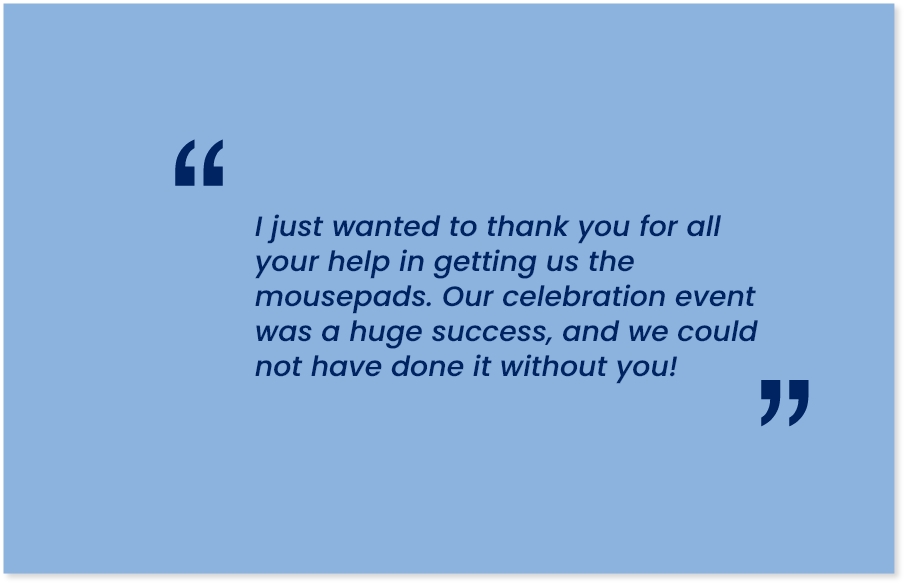 “
I just wanted to thank you for all
your help in getting us the
mousepads. Our celebration event
was a huge success, and we could
not have done it without you!
”